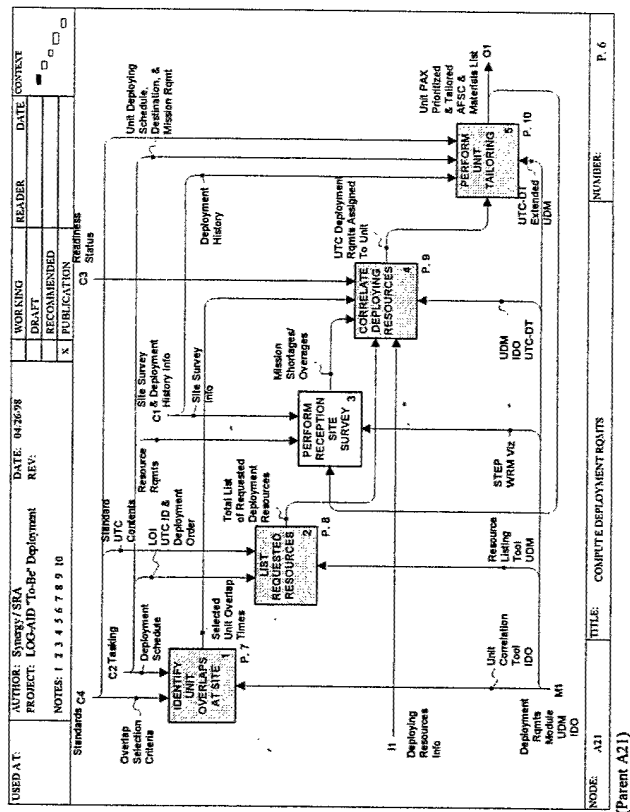 USED AT:
AUTHOR: Synergy / SRA
DATE: 04/26/98
PROJECT: LOG-AID "To-Be" Deployment
REV:
NOTES: 1 2 3 4 5 6 7 8 9 10
WORKING
DRAFT
RECOMMENDED
x PUBLICATION
READER
DATE
CONTEXT
Standards C4
C2 Tasking
Standard
UTC
Contents
Site Survey
C1 & Deployment
History Info
C3 Readiness
Status
Unit Deploying
Schedule,
Destination, &
Mission Rqmt
Overlap
Selection
Criteria
Deployment
Schedule
LOI
UTC ID &
Deployment
Order
Resource
Rqmts
Site Survey
Info
Deployment
History
IDENTIFY
UNIT
OVERLAPS
AT SITE
1
P. 7
Selected
Unit Overlap
Times
LIST
REQUESTED
RESOURCES
2
P. 8
Total List
of Requested
Deployment
Resources
PERFORM
RECEPTION
SITE
SURVEY
3
Mission
Shortages/
Overages
CORRELATE
DEPLOYING
RESOURCES
4
P. 9
UTC Deployment
Rqmts Assigned
To Unit
PERFORM
UNIT
TAILORING
5
P. 10
Unit PAX
Prioritized
& Tailored
AFSC &
Materials List
O1
I1
Deploying
Resources
Info
Deployment
Rqmts
Module
UDM
IDO
M1
Unit
Correlation
Tool
IDO
Resource
Listing
Tool
UDM
STEP
WRM Viz
UDM
IDO
UTC-DT
UTC-DT
Extended
UDM
NODE: A21
TITLE: COMPUTE DEPLOYMENT RQMTS
NUMBER:
P. 6
(Parent A21)